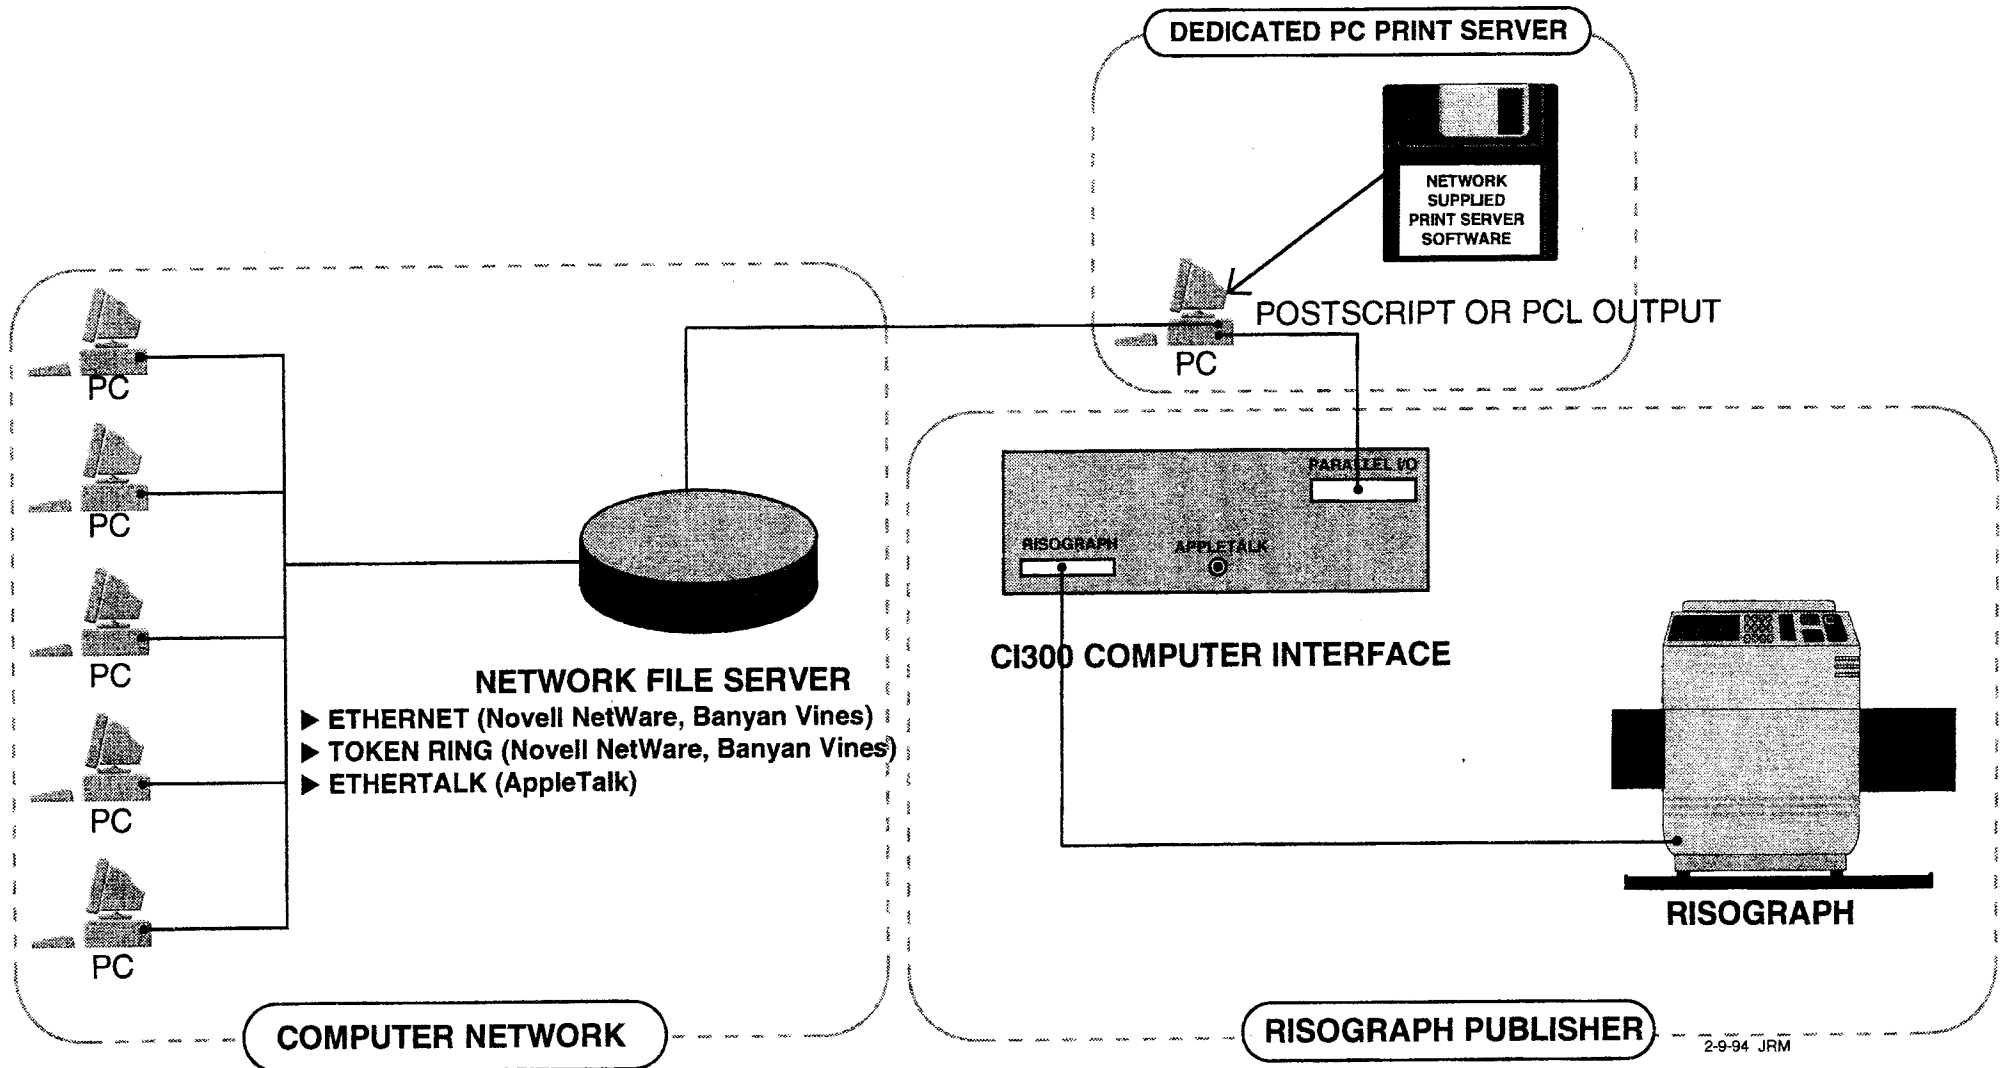 DEDICATED PC PRINT SERVER
NETWORK
SUPPLIED
PRINT SERVER
SOFTWARE
POSTSCRIPT OR PCL OUTPUT
PC
PC
PC
PC
PC
PC
NETWORK FILE SERVER
▶ ETHERNET (Novell NetWare, Banyan Vines)
▶ TOKEN RING (Novell NetWare, Banyan Vines)
▶ ETHERTALK (AppleTalk)
COMPUTER NETWORK
PARALLEL I/O
RISOGRAPH
APPLETALK
CI300 COMPUTER INTERFACE
RISOGRAPH
RISOGRAPH PUBLISHER
2-9-94 JRM